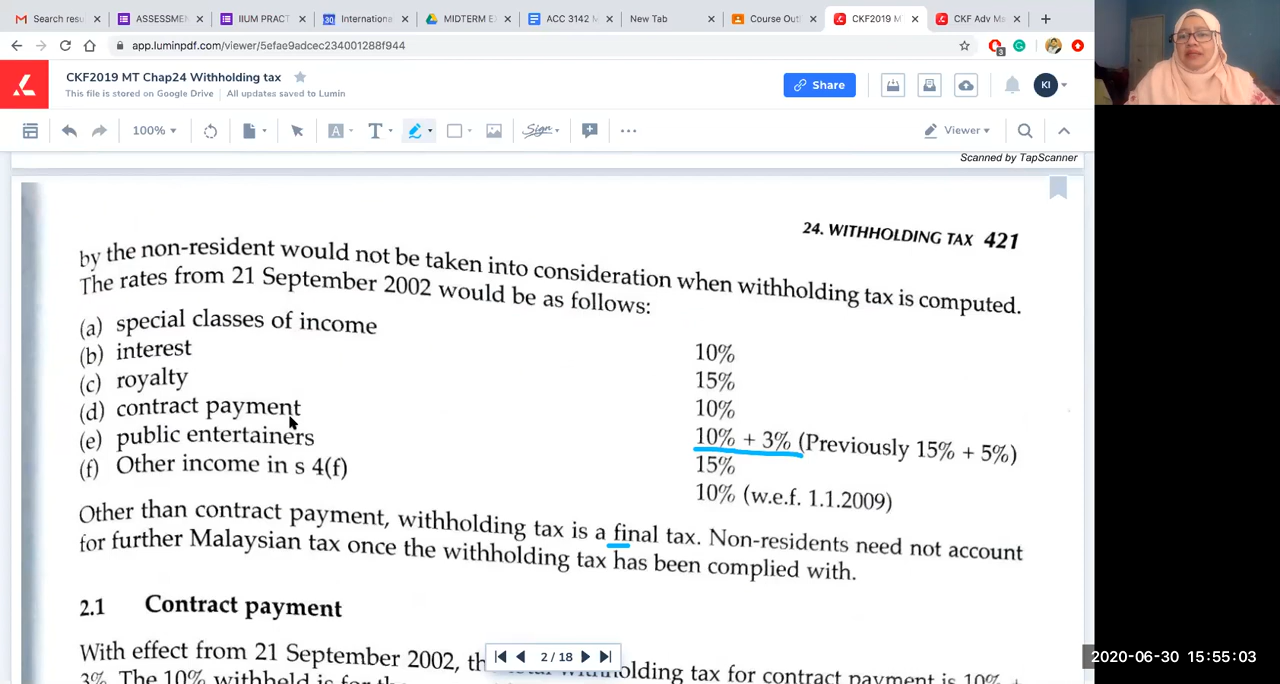 Search resu
ASSESSME
IIUM PRACT
Internationa
MIDTERM E
ACC 3142 M
New Tab
Course Out
CKF2019 M
CKF Adv Ma
app.luminpdf.com/viewer/5efae9adcec234001288f944
3
CKF2019 MT Chap24 Withholding tax
This file is stored on Google Drive | All updates saved to Lumin
Share
KI
100%
A
T
Sign
Viewer
Scanned by TapScanner
24. WITHHOLDING TAX 421
by the non-resident would not be taken into consideration when withholding tax is computed.
The rates from 21 September 2002 would be as follows:
(a) special classes of income 10%
(b) interest 15%
(c) royalty 10%
(d) contract payment 10% + 3% (Previously 15% + 5%)
(e) public entertainers 15%
(f) Other income in s 4(f) 10% (w.e.f. 1.1.2009)
Other than contract payment, withholding tax is a final tax. Non-residents need not account
for further Malaysian tax once the withholding tax has been complied with.
2.1 Contract payment
With effect from 21 September 2002, holding tax for contract payment is 10% +
3%. The 10% withheld is for the
2 / 18
2020-06-30 15:55:03